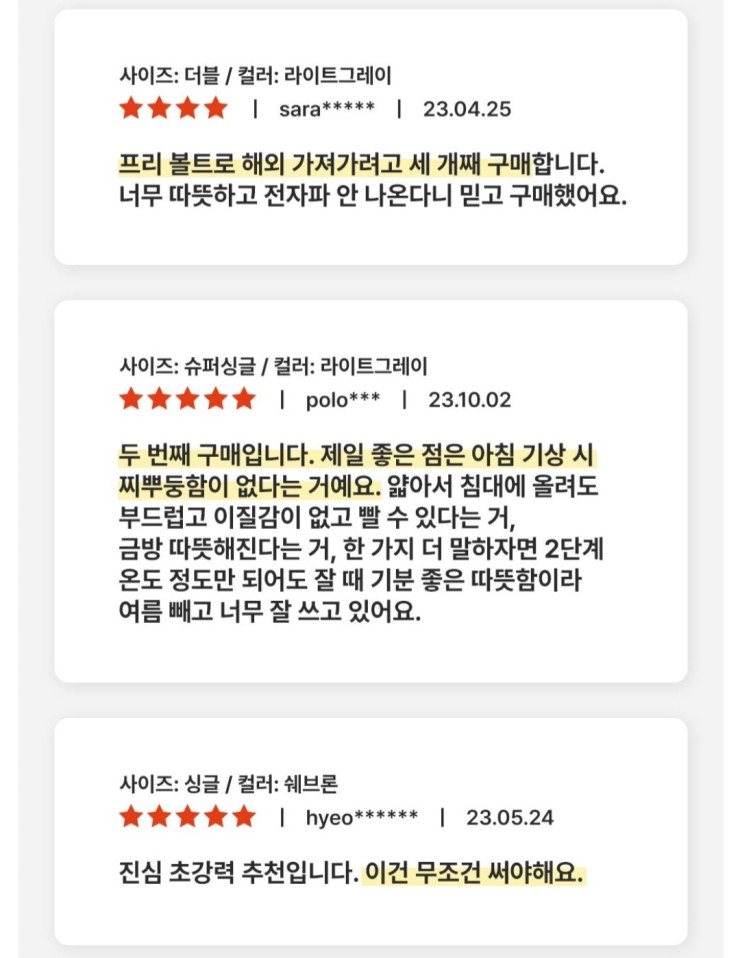 사이즈: 더블 / 컬러: 라이트그레이
★★★★ | sara***** | 23.04.25
프리 볼트로 해외 가져가려고 세 개째 구매합니다.
너무 따뜻하고 전자파 안 나온다니 믿고 구매했어요.
사이즈: 슈퍼싱글 / 컬러: 라이트그레이
★★★★★ | polo*** | 23.10.02
두 번째 구매입니다. 제일 좋은 점은 아침 기상 시
찌뿌둥함이 없다는 거예요. 얇아서 침대에 올려도
부드럽고 이질감이 없고 빨 수 있다는 거,
금방 따뜻해진다는 거, 한 가지 더 말하자면 2단계
온도 정도만 되어도 잘 때 기분 좋은 따뜻함이라
여름 빼고 너무 잘 쓰고 있어요.
사이즈: 싱글 / 컬러: 쉐브론
★★★★★ | hyeo****** | 23.05.24
진심 초강력 추천입니다. 이건 무조건 써야해요.